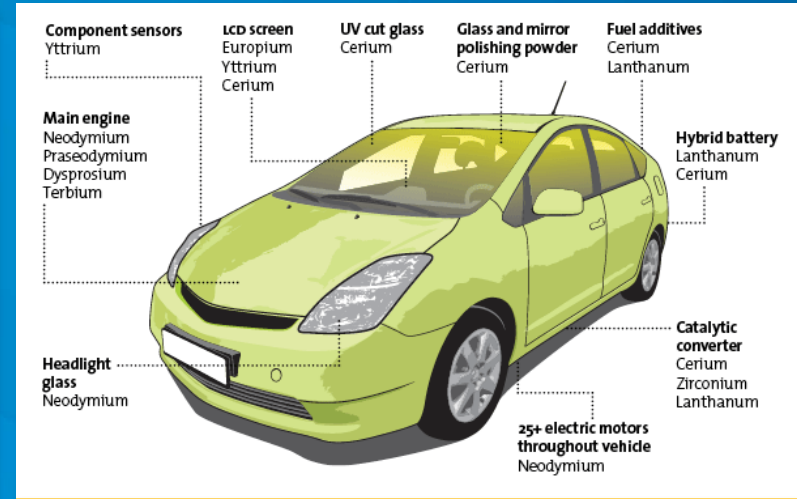 Component sensors
Yttrium
LCD screen
Europium
Yttrium
Cerium
UV cut glass
Cerium
Glass and mirror
polishing powder
Cerium
Fuel additives
Cerium
Lanthanum
Main engine
Neodymium
Praseodymium
Dysprosium
Terbium
Hybrid battery
Lanthanum
Cerium
Headlight
glass
Neodymium
Catalytic
converter
Cerium
Zirconium
Lanthanum
25+ electric motors
throughout vehicle
Neodymium